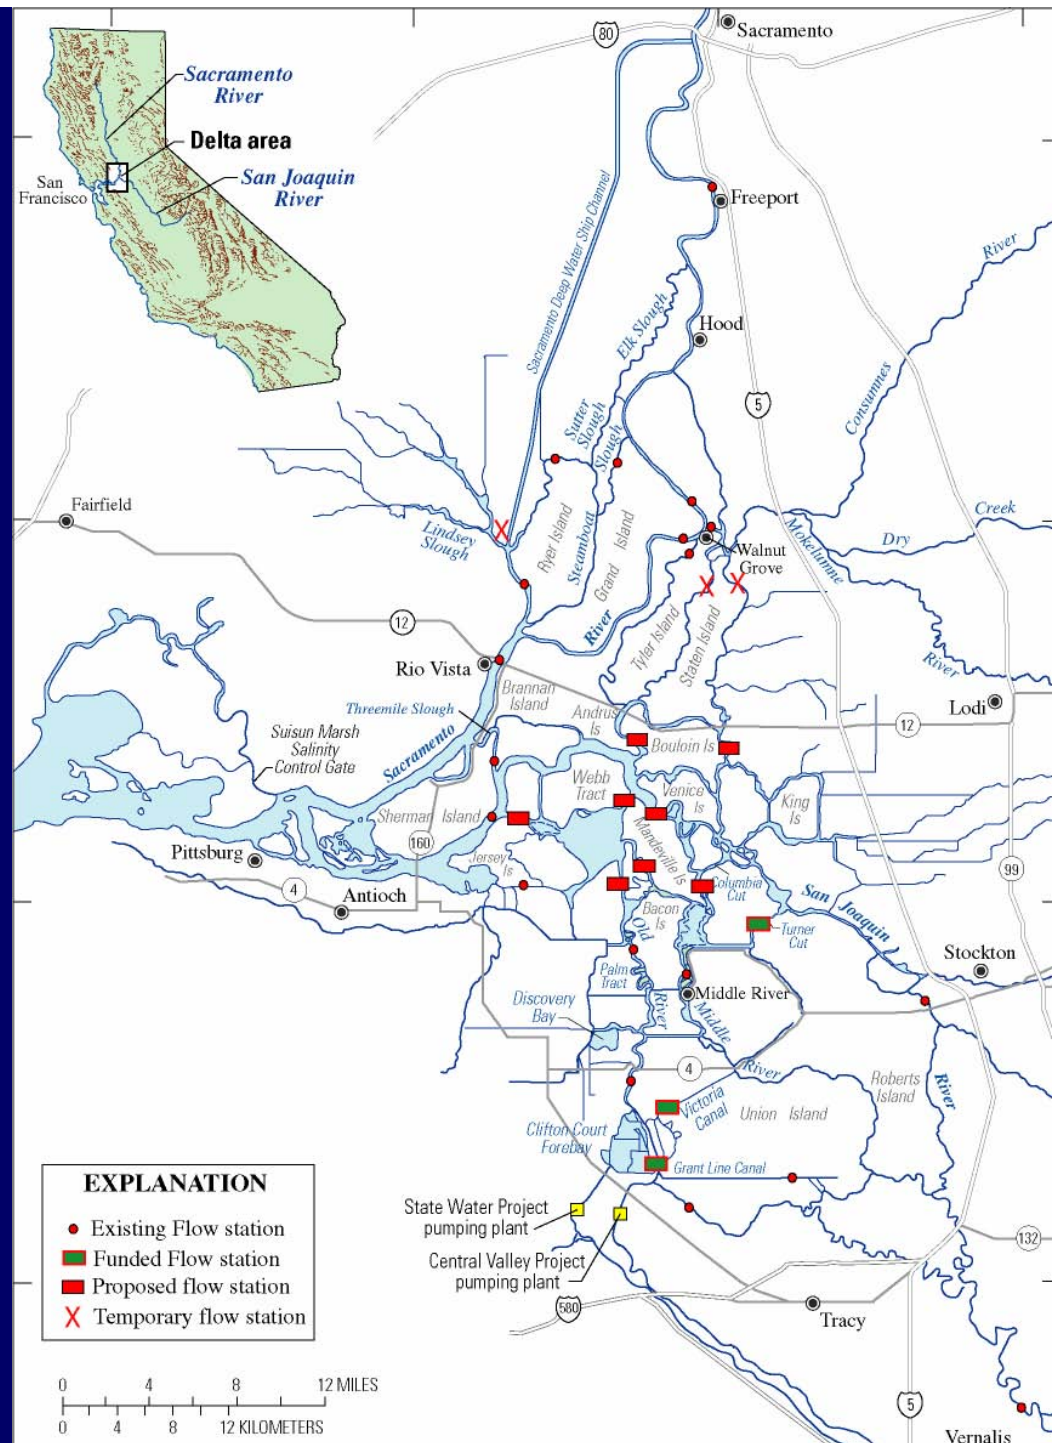 Sacramento
River
Delta area
San Joaquin
River
San
Francisco
80
Sacramento
Freeport
Sacramento Deep Water Ship Channel
Elk Slough
Hood
River
Consumnes
5
Sutter
Slough
Slough
Steamboat
Fairfield
Lindsey
Slough
Ryer Island
Grand Island
Walnut
Grove
Mokelumne
River
Dry
Creek
12
River
Tyler Island
Staten Island
Rio Vista
Brannan
Island
Andrus
Is
Bouloin Is
Lodi
12
Threemile Slough
Suisun Marsh
Salinity
Control Gate
Sacramento
Webb
Tract
Venice
Is
King
Is
Sherman Island
Mandeville Is
160
Pittsburg
Jersey
Is
99
4
Antioch
Columbia
Cut
San Joaquin
River
Bacon
Is
Turner
Cut
Old
River
Stockton
Palm
Tract
Middle River
Discovery
Bay
Middle
River
4
Victoria
Canal
Union Island
Roberts
Island
Clifton Court
Forebay
Grant Line Canal
State Water Project
pumping plant
Central Valley Project
pumping plant
132
580
Tracy
5
Vernalis
EXPLANATION
Existing Flow station
Funded Flow station
Proposed flow station
Temporary flow station
0 4 8 12 MILES
0 4 8 12 KILOMETERS